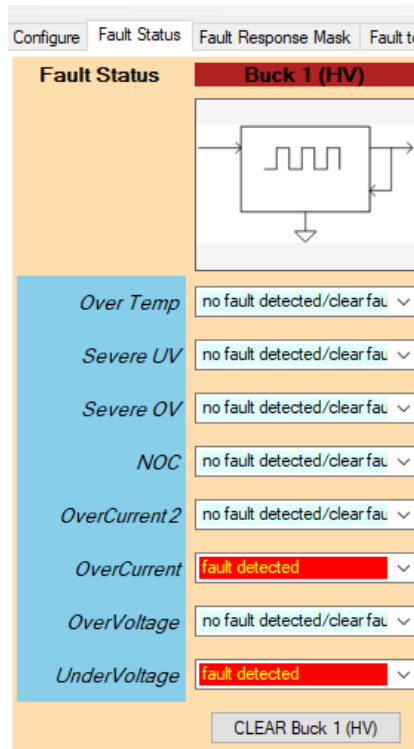 Configure Fault Status Fault Response Mask Fault to
Fault Status Buck 1 (HV)
Over Temp no fault detected/clear fau
Severe UV no fault detected/clear fau
Severe OV no fault detected/clear fau
NOC no fault detected/clear fau
OverCurrent2 no fault detected/clear fau
OverCurrent fault detected
OverVoltage no fault detected/clear fau
UnderVoltage fault detected
CLEAR Buck 1 (HV)